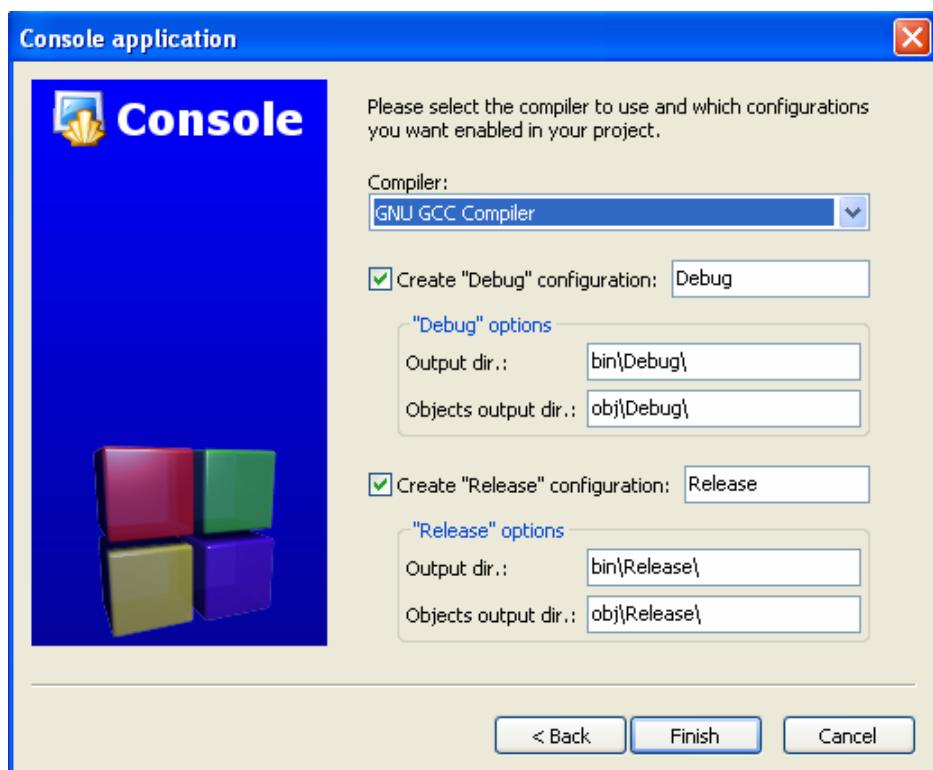 Console application
Console
Please select the compiler to use and which configurations
you want enabled in your project.
Compiler:
GNU GCC Compiler
Create "Debug" configuration: Debug
"Debug" options
Output dir.: bin\Debug\
Objects output dir.: obj\Debug\
Create "Release" configuration: Release
"Release" options
Output dir.: bin\Release\
Objects output dir.: obj\Release\
< Back Finish Cancel